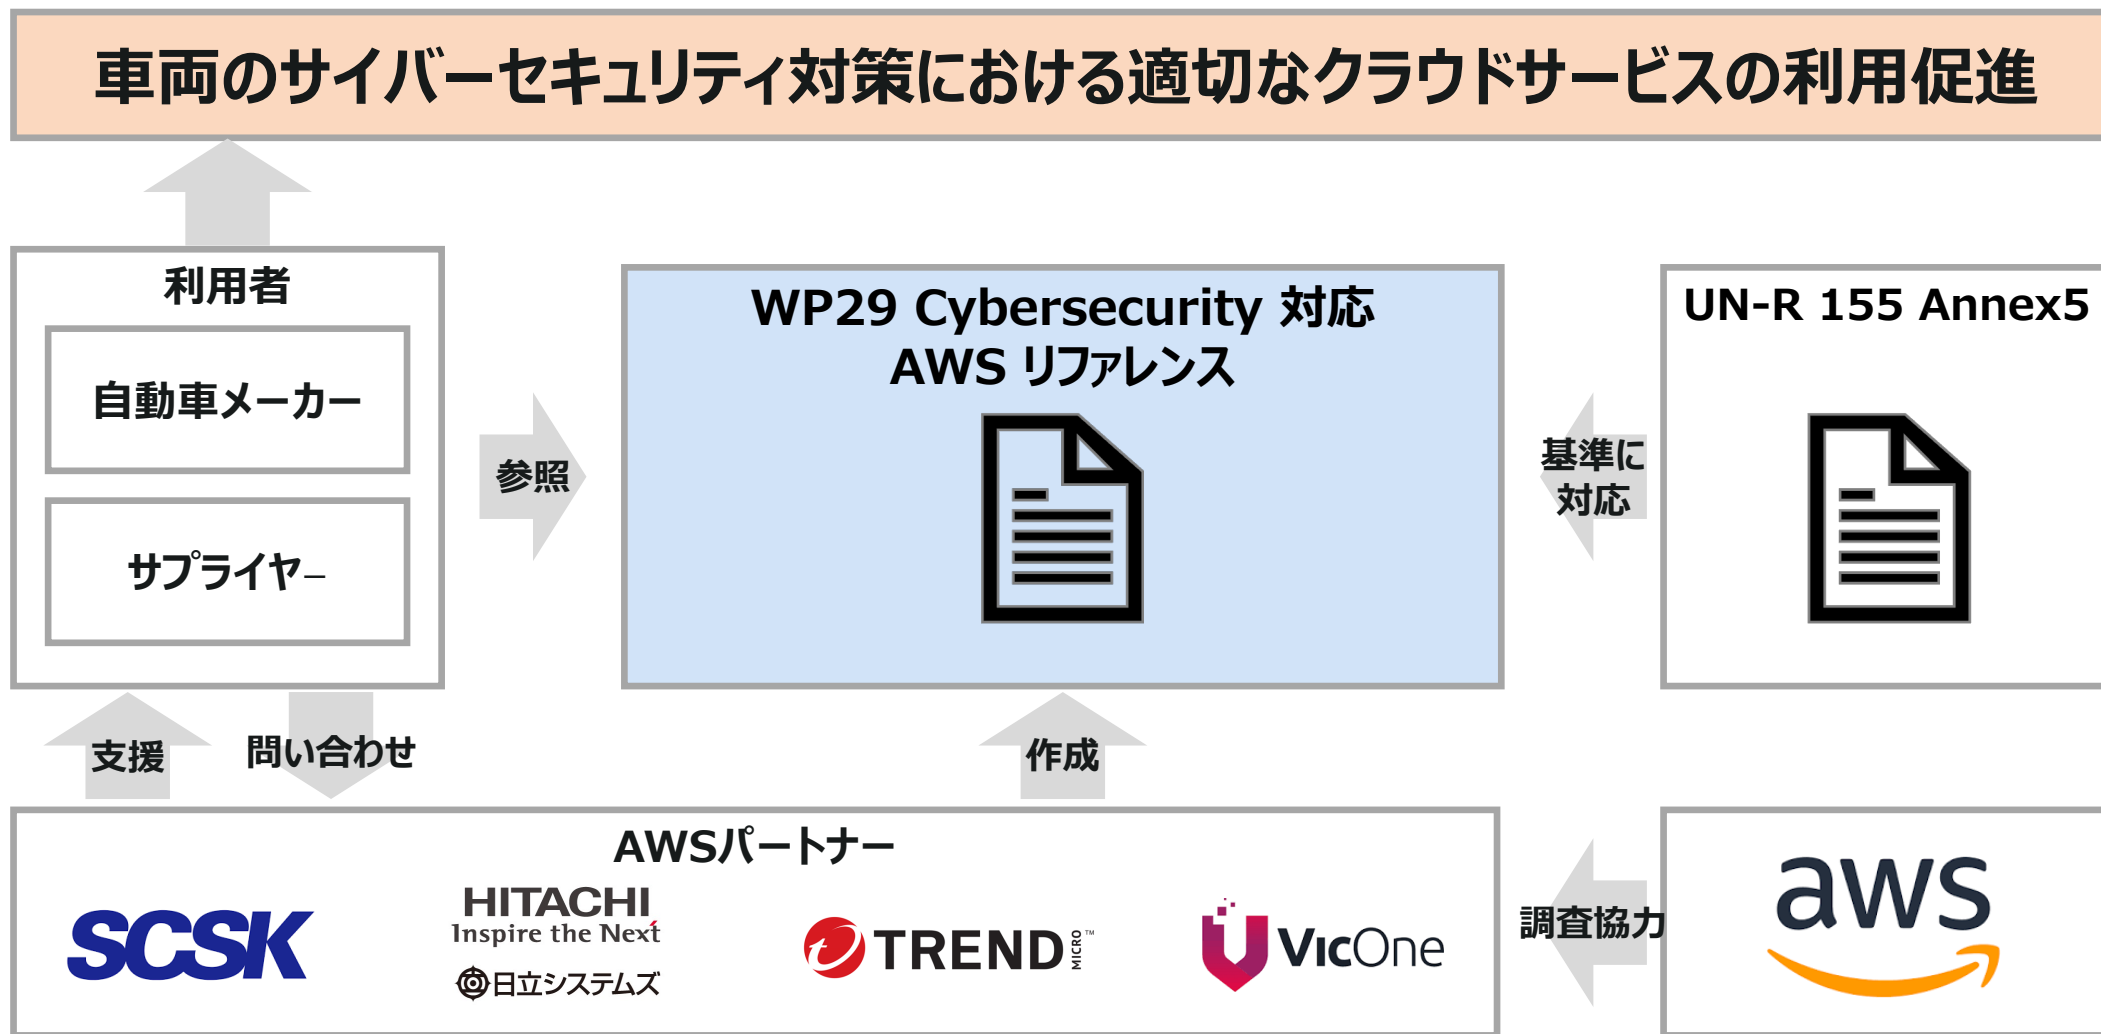 車両のサイバーセキュリティ対策における適切なクラウドサービスの利用促進
利用者
自動車メーカー
サプライヤー
参照
WP29 Cybersecurity 対応
AWS リファレンス
基準に
対応
UN-R 155 Annex5
支援
問い合わせ
作成
AWSパートナー
SCSK
HITACHI
Inspire the Next
日立システムズ
TREND MICRO™
VicOne
調査協力
aws